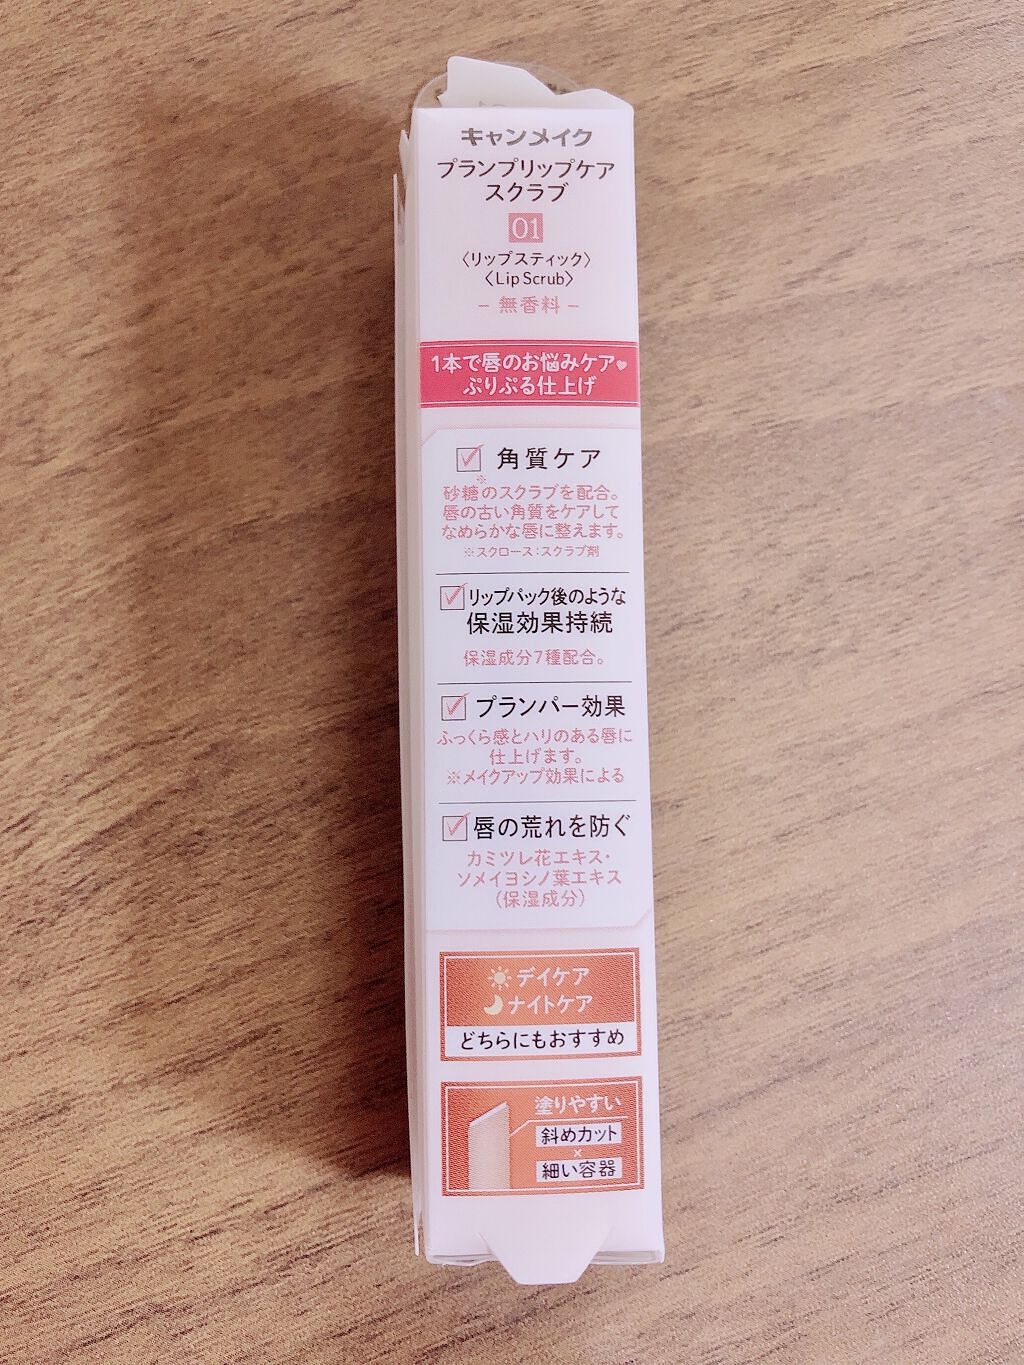 キャンメイク
プランプリップケア
スクラブ
01
〈リップスティック〉
〈Lip Scrub〉
− 無香料 −
1本で唇のお悩みケア♥
ぷりぷる仕上げ
角質ケア
砂糖※のスクラブを配合。
唇の古い角質をケアして
なめらかな唇に整えます。
※スクロース：スクラブ剤
リップパック後のような
保湿効果持続
保湿成分7種配合。
プランパー効果
ふっくら感とハリのある唇に
仕上げます。
※メイクアップ効果による
唇の荒れを防ぐ
カミツレ花エキス・
ソメイヨシノ葉エキス
(保湿成分)
デイケア
ナイトケア
どちらにもおすすめ
塗りやすい
斜めカット
×
細い容器